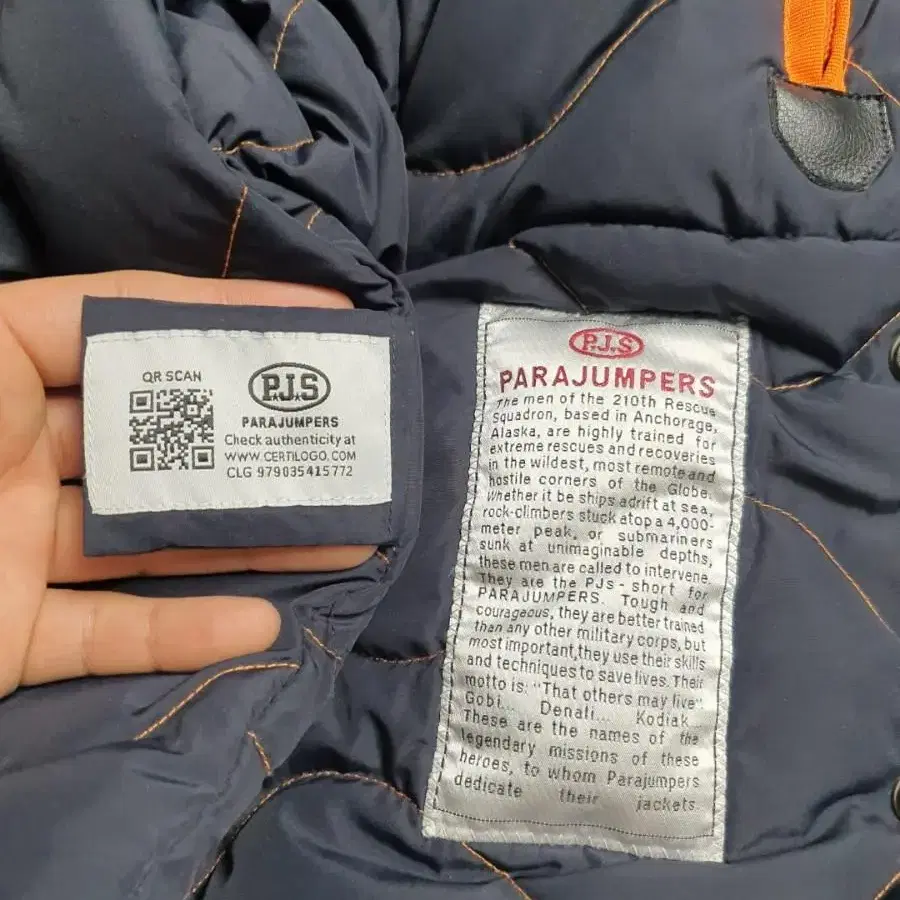 QR SCAN
P.J.S
PARAJUMPERS
Check authenticity at
WWW.CERTILOGO.COM
CLG 979035415772
P.J.S
PARAJUMPERS
The men of the 210th Rescue
Squadron, based in Anchorage,
Alaska, are highly trained for
extreme rescues and recoveries
in the wildest, most remote and
hostile corners of the Globe.
Whether it be ships adrift at sea,
rock-climbers stuck atop a 4,000-
meter peak, or submariners
sunk at unimaginable depths,
these men are called to intervene.
They are the PJs - short for
PARAJUMPERS. Tough and
courageous, they are better trained
than any other military corps, but
most important,they use their skills
and techniques to save lives. Their
motto is: "That others may live"
Gobi... Denali... Kodiak...
These are the names of the
legendary missions of these
heroes, to whom Parajumpers
dedicate their jackets.